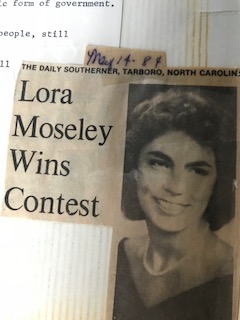 ic form of government.
people, still
ll
May 14-84
THE DAILY SOUTHERNER, TARBORO, NORTH CAROLIN
Lora
Moseley
Wins
Contest